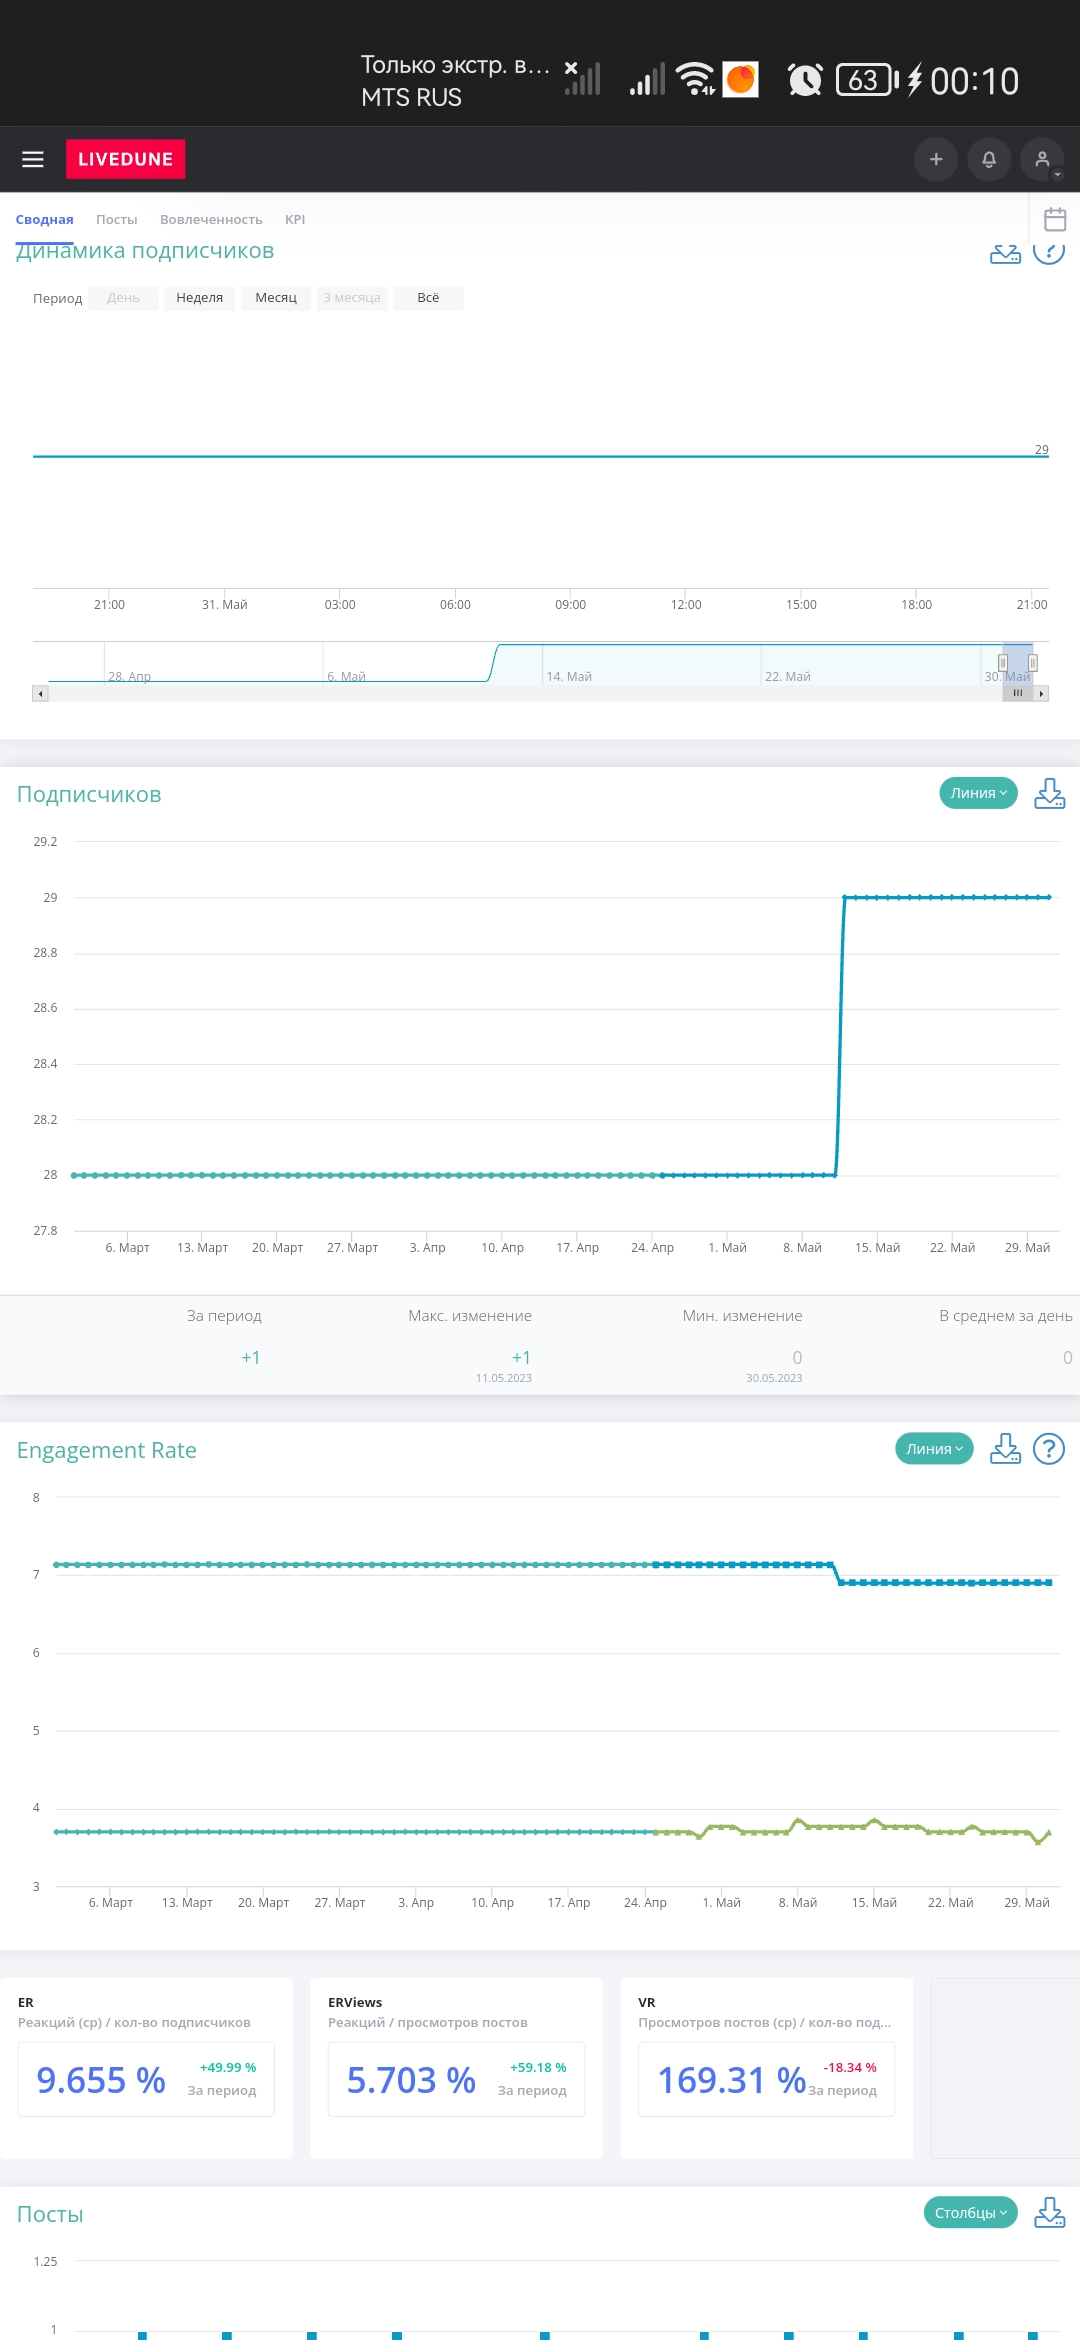 Только экстр. в...
MTS RUS
63
00:10
LIVEDUNE
Сводная Посты Вовлеченность KPI
Динамика подписчиков
Период День Неделя Месяц 3 месяца Всё
29
21:00 31. Май 03:00 06:00 09:00 12:00 15:00 18:00 21:00
28. Апр 6. Май 14. Май 22. Май 30. Май
Подписчиков
Линия
29.2
29
28.8
28.6
28.4
28.2
28
27.8
6. Март 13. Март 20. Март 27. Март 3. Апр 10. Апр 17. Апр 24. Апр 1. Май 8. Май 15. Май 22. Май 29. Май
За период Макс. изменение Мин. изменение В среднем за день
+1 +1 0 0
11.05.2023 30.05.2023
Engagement Rate
Линия
8
7
6
5
4
3
6. Март 13. Март 20. Март 27. Март 3. Апр 10. Апр 17. Апр 24. Апр 1. Май 8. Май 15. Май 22. Май 29. Май
ER
Реакций (ср) / кол-во подписчиков
9.655 %
+49.99 %
За период
ERViews
Реакций / просмотров постов
5.703 %
+59.18 %
За период
VR
Просмотров постов (ср) / кол-во под...
169.31 %
-18.34 %
За период
Посты
Столбцы
1.25
1